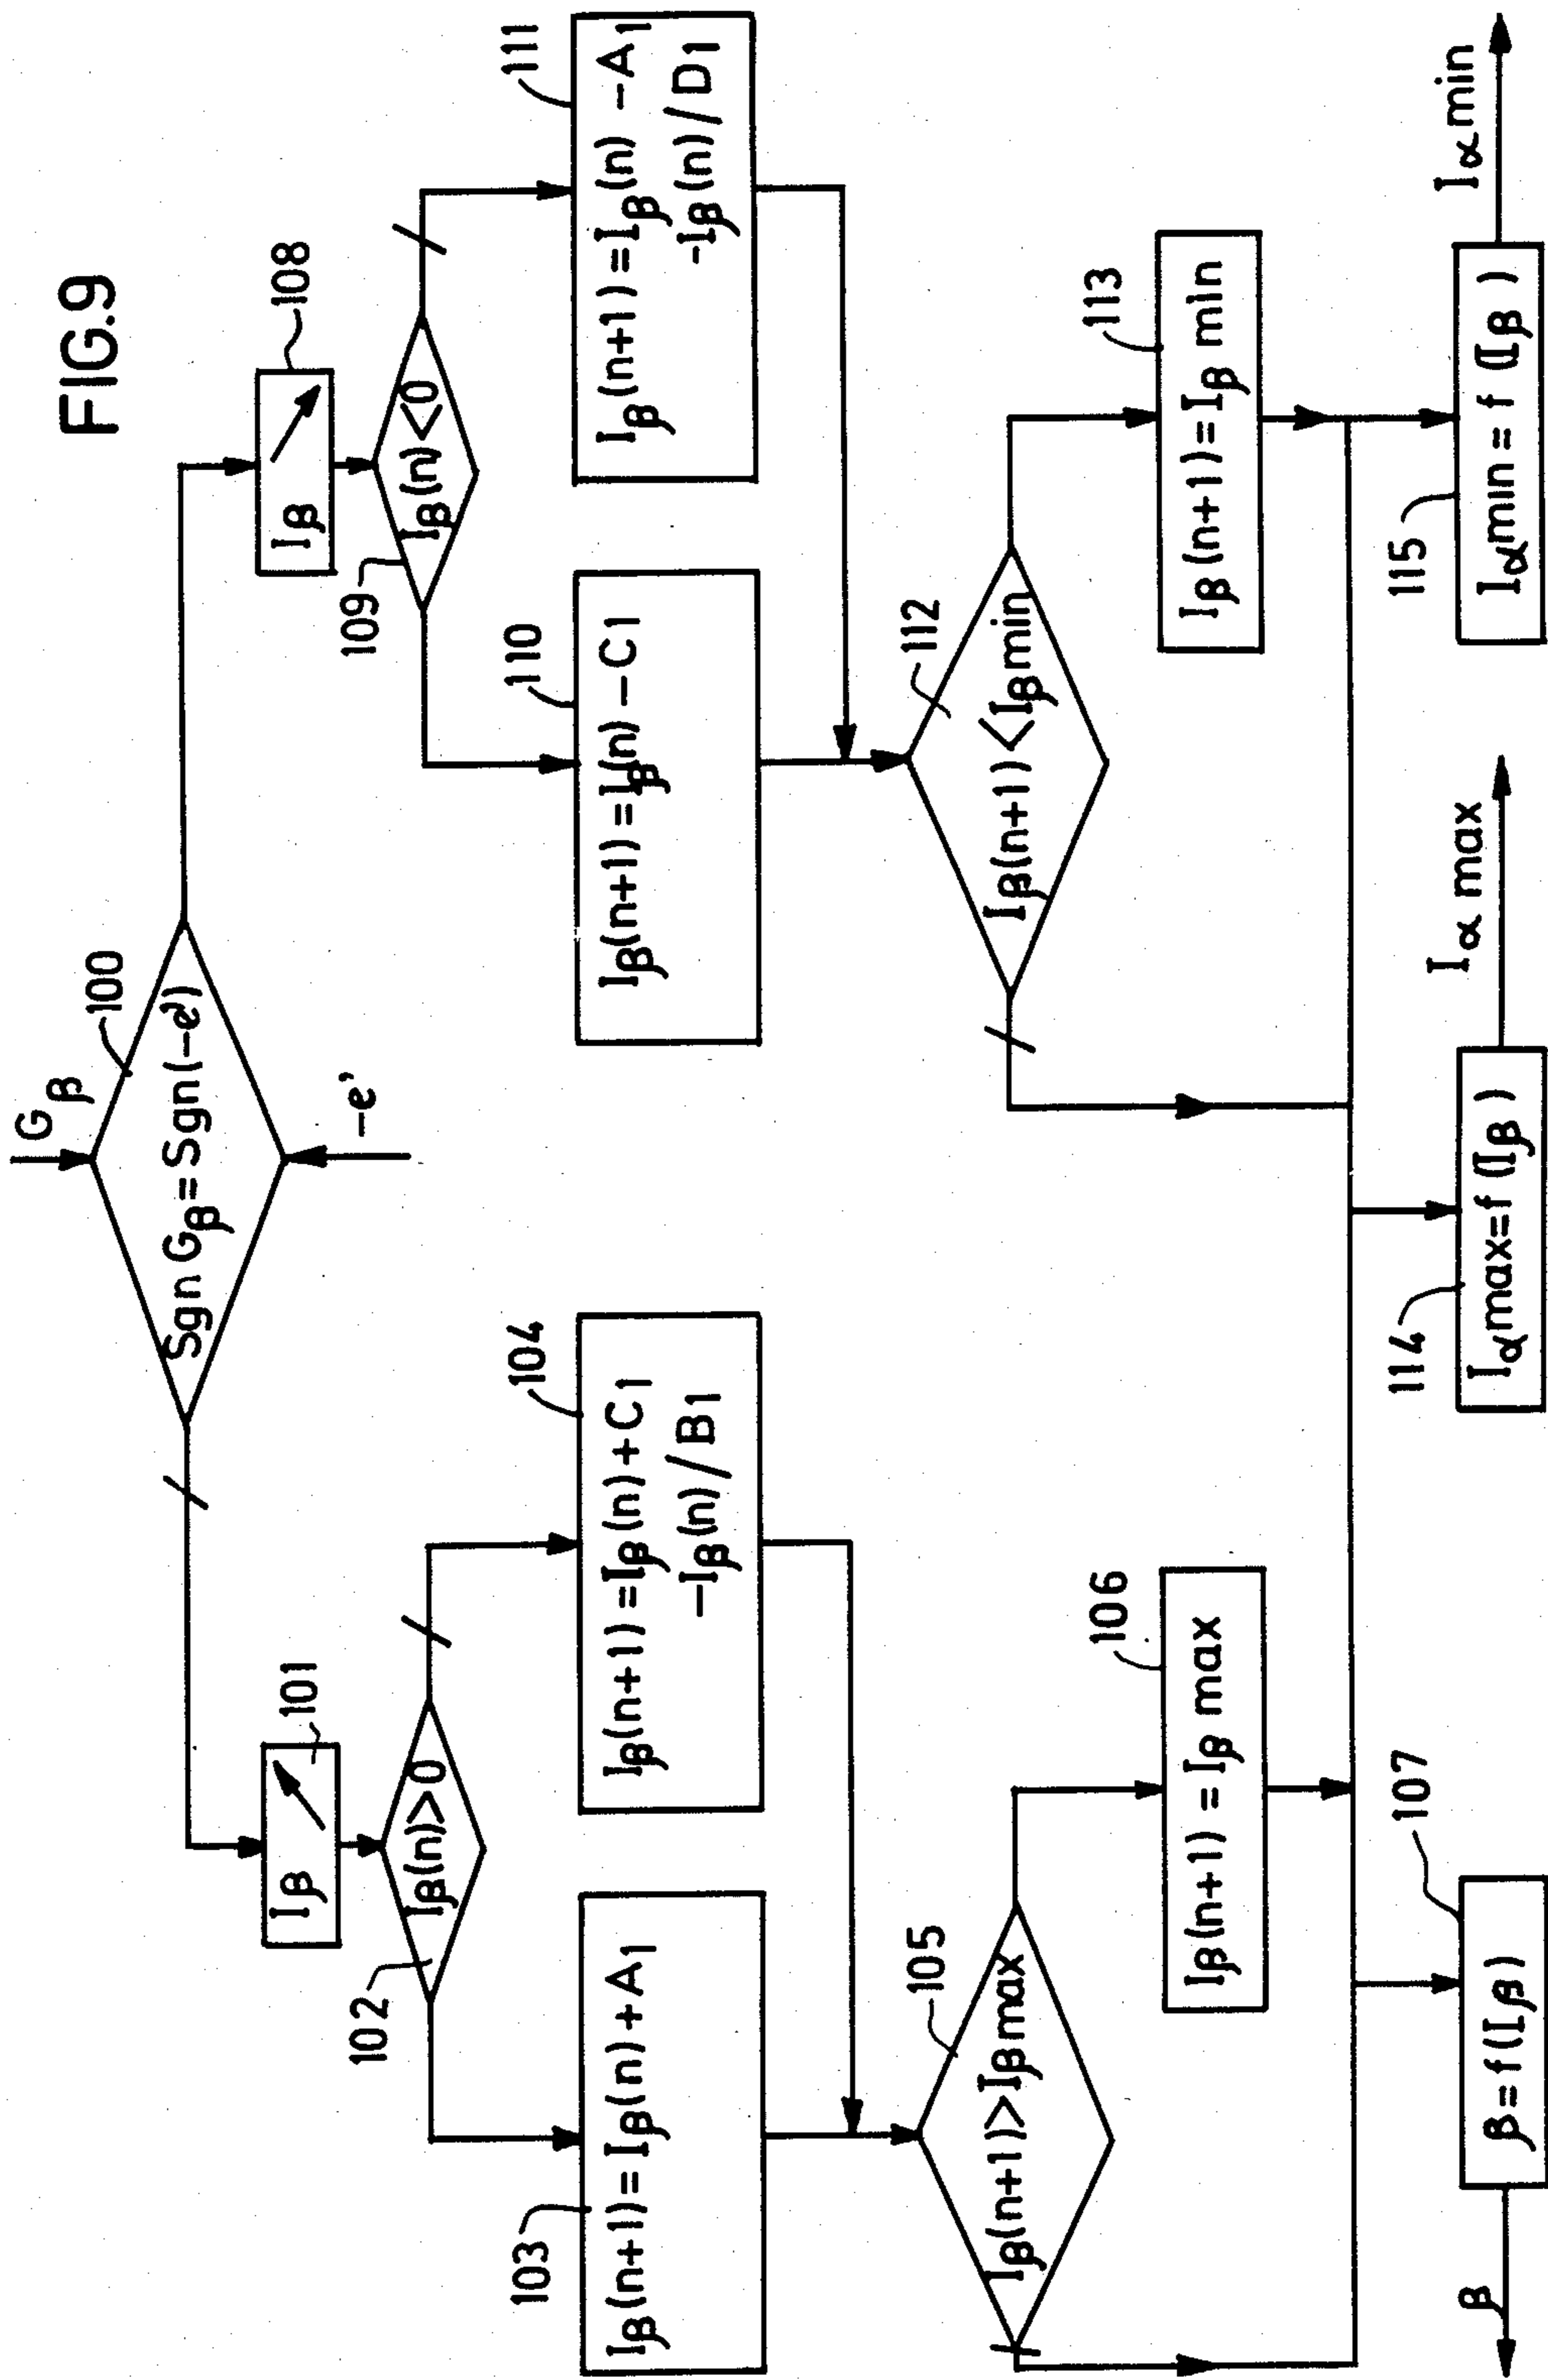 FIG.9
G β
100
Sgn Gβ = Sgn(-e')
-e'
Iβ
101
Iβ
108
102
Iβ(n)>0
109
Iβ(n)<0
103
Iβ(n+1)=Iβ(n)+A1
104
Iβ(n+1)=Iβ(n)+C1
-Iβ(n)/B1
110
Iβ(n+1)=Iβ(n)-C1
111
Iβ(n+1)=Iβ(n)-A1
-Iβ(n)/D1
105
Iβ(n+1)>Iβmax
112
Iβ(n+1)<Iβmin
106
Iβ(n+1)=Iβ max
113
Iβ(n+1)=Iβ min
107
β=f(Iβ)
β
114
Iαmax=f(Iβ)
Iα max
115
Iαmin=f(Iβ)
Iαmin